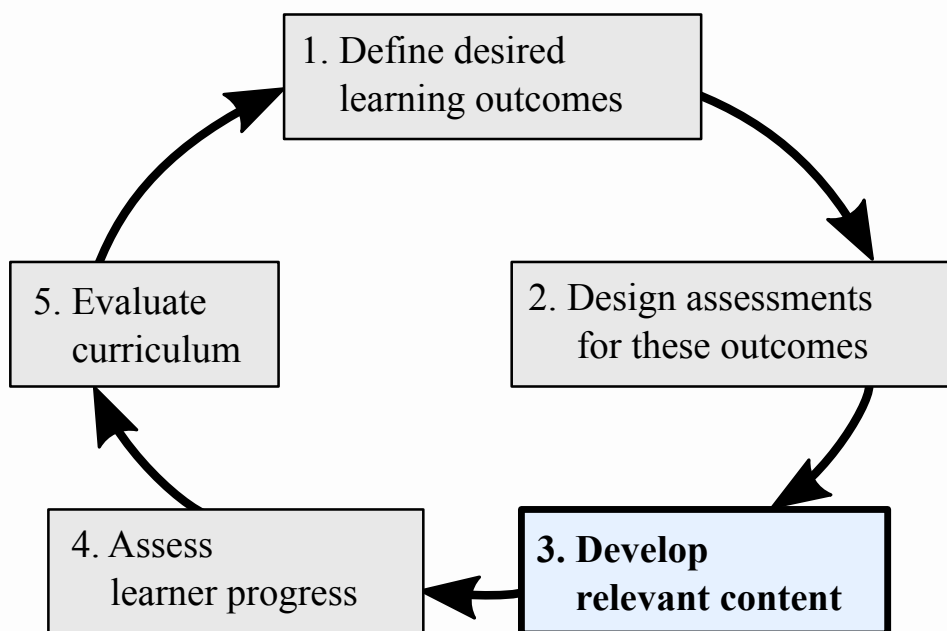 1. Define desired
learning outcomes
2. Design assessments
for these outcomes
3. Develop
relevant content
4. Assess
learner progress
5. Evaluate
curriculum